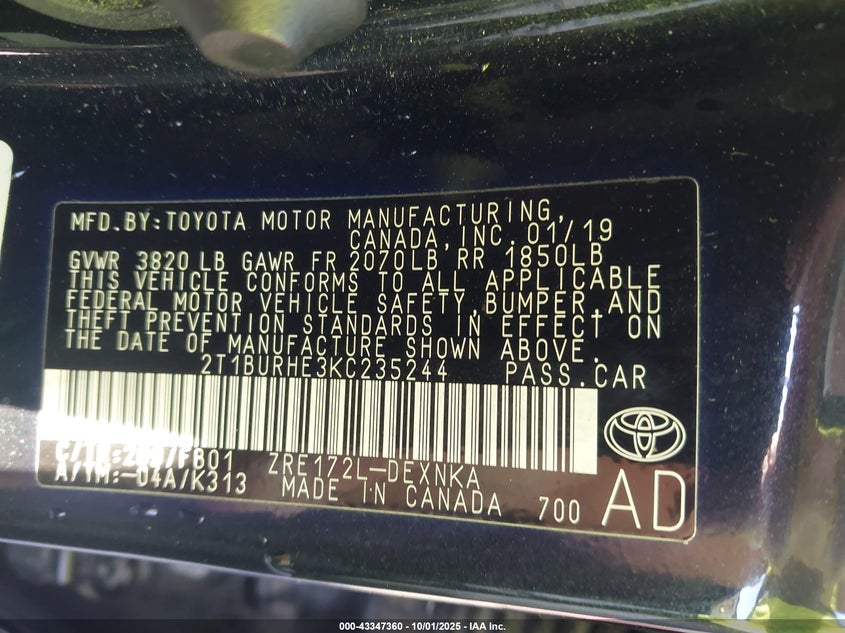 MFD.BY:TOYOTA MOTOR MANUFACTURING,
CANADA,INC. 01/19
GVWR 3820 LB GAWR FR 2070LB RR 1850LB
THIS VEHICLE CONFORMS TO ALL APPLICABLE
FEDERAL MOTOR VEHICLE SAFETY,BUMPER,AND
THEFT PREVENTION STANDARDS IN EFFECT ON
THE DATE OF MANUFACTURE SHOWN ABOVE.
2T1BURHE3KC235244 PASS.CAR
ZRE172L-DEXNKA
A/TM:-04A/K313 MADE IN CANADA 700 AD
000-43347360 - 10/01/2025 - IAA Inc.